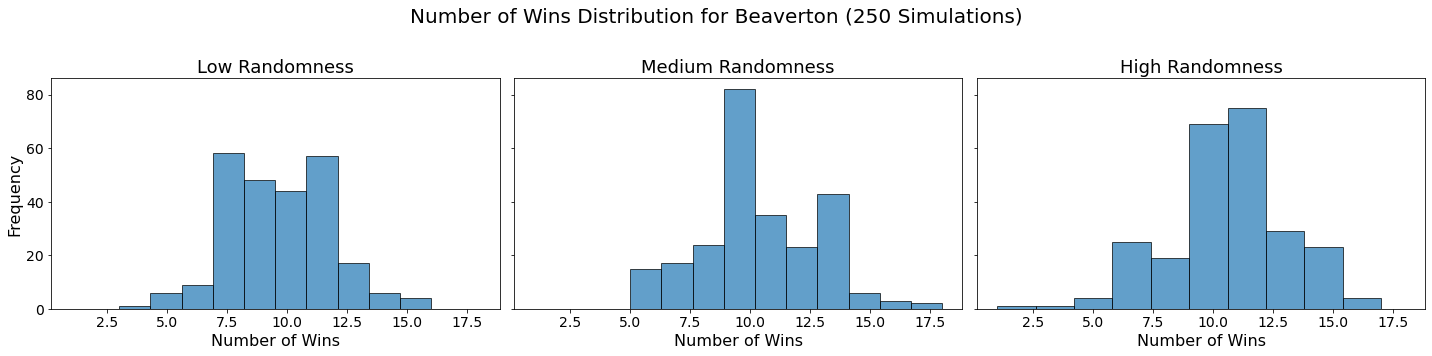 Number of Wins Distribution for Beaverton (250 Simulations)
Low Randomness
Medium Randomness
High Randomness
Frequency
80
60
40
20
0
2.5 5.0 7.5 10.0 12.5 15.0 17.5
2.5 5.0 7.5 10.0 12.5 15.0 17.5
2.5 5.0 7.5 10.0 12.5 15.0 17.5
Number of Wins
Number of Wins
Number of Wins